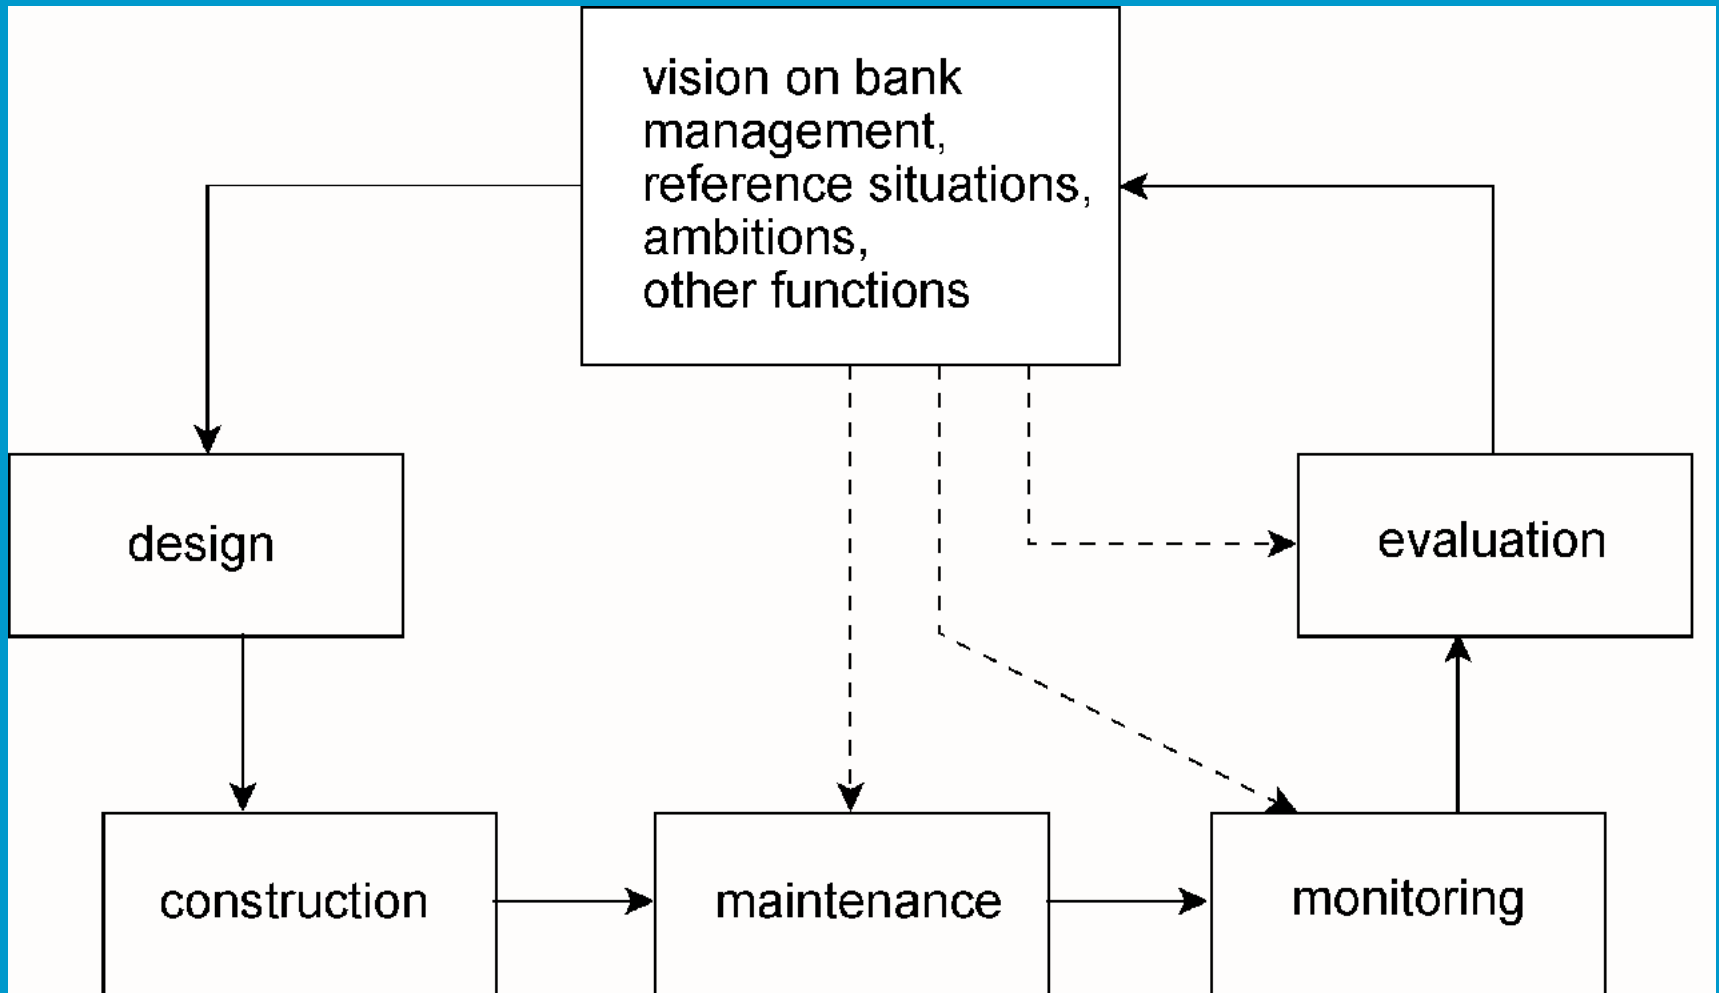 vision on bank
management,
reference situations,
ambitions,
other functions
design
evaluation
construction
maintenance
monitoring